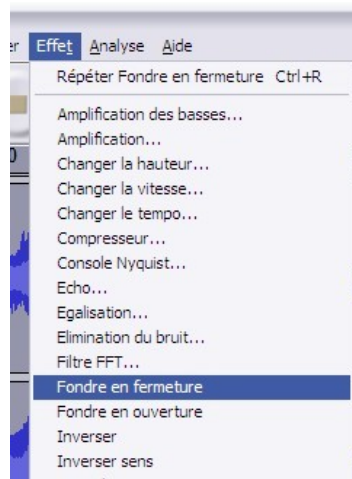 Effet Analyse Aide
Répéter Fondre en fermeture Ctrl+R
Amplification des basses...
Amplification...
Changer la hauteur...
Changer la vitesse...
Changer le tempo...
Compresseur...
Console Nyquist...
Echo...
Egalisation...
Elimination du bruit...
Filtre FFT...
Fondre en fermeture
Fondre en ouverture
Inverser
Inverser sens